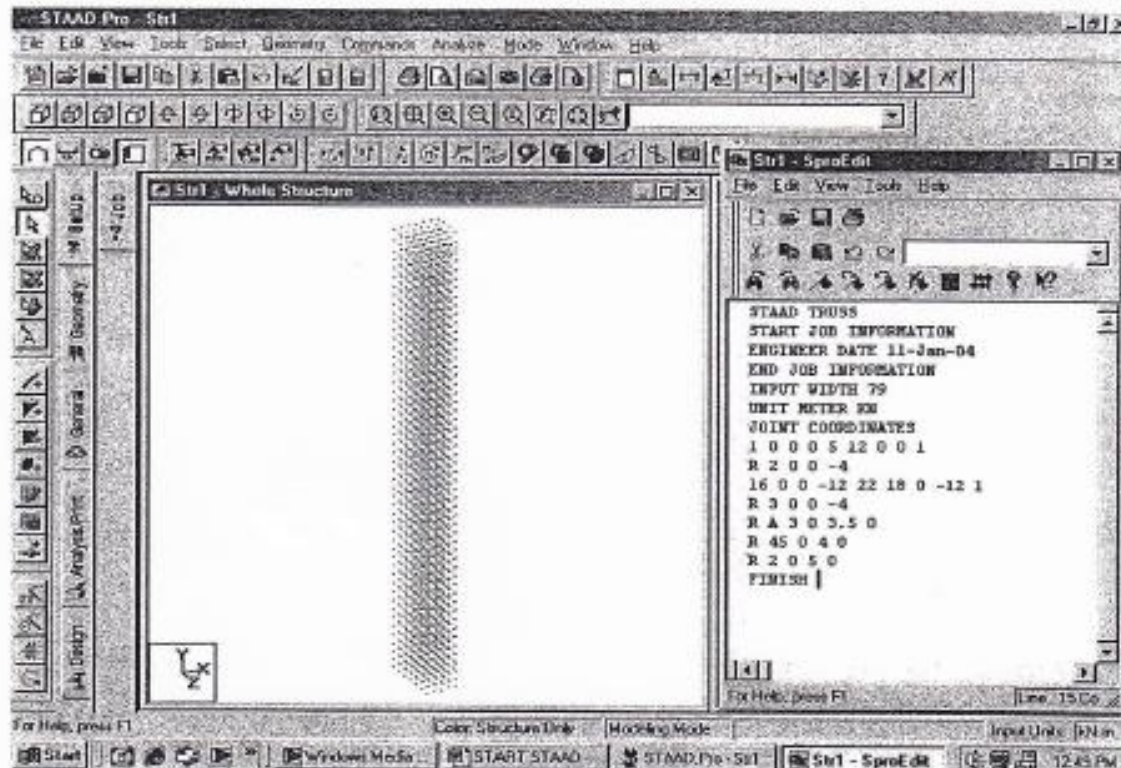 STAAD.Pro - Str1
File Edit View Tools Select Geometry Commands Analyze Mode Window Help
Str1 - Whole Structure
Job
Setup
Geometry
General
Analysis/Print
Design
Y X Z
Str1 - SproEdit
File Edit View Tools Help
STAAD TRUSS
START JOB INFORMATION
ENGINEER DATE 11-Jan-04
END JOB INFORMATION
INPUT WIDTH 79
UNIT METER KN
JOINT COORDINATES
1 0 0 0 5 12 0 0 1
R 2 0 0 -4
16 0 0 -12 22 18 0 -12 1
R 3 0 0 -4
R A 3 0 3.5 0
R 45 0 4 0
R 2 0 5 0
FINISH
For Help, press F1
Line: 15 Co
For Help, press F1
Color: Structure Only
Modeling Mode
Input Units: kN-m
Start
Windows Media ...
START STAAD
STAAD.Pro - Str1
Str1 - SproEdit
12:49 PM